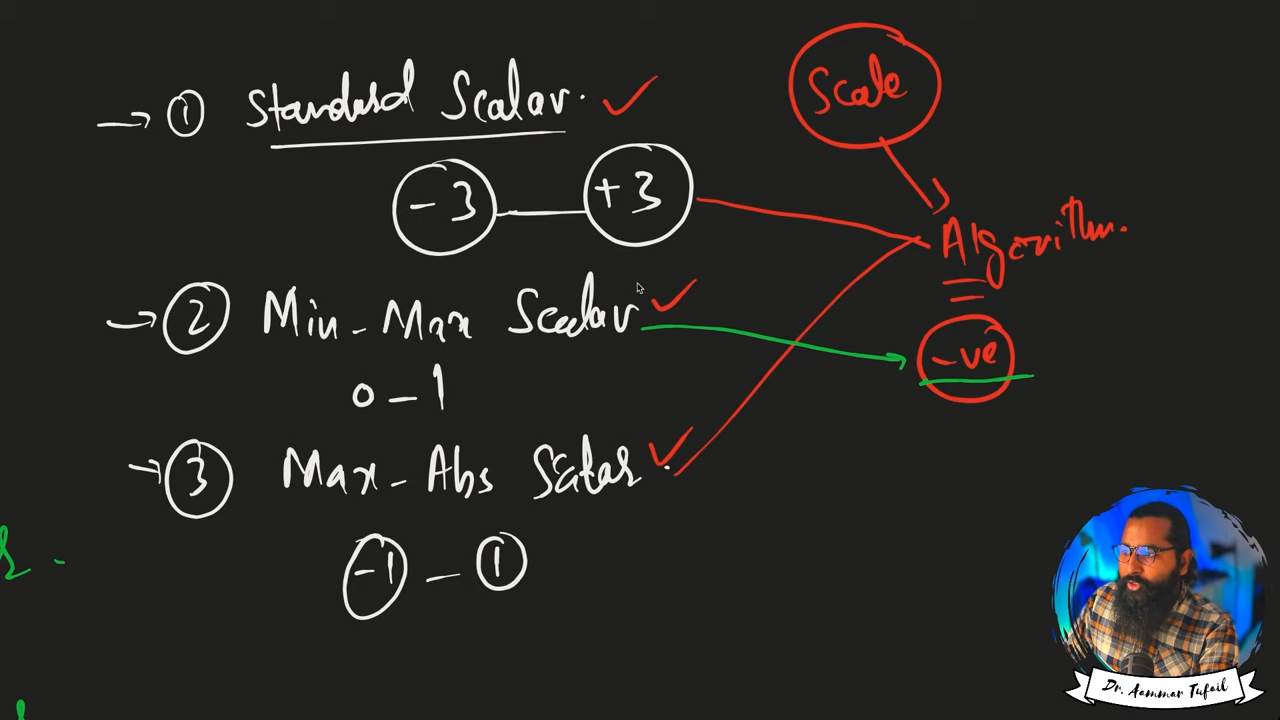 → ① Standard Scalar. ✓
-3 — +3
→ ② Min-Max Scalar ✓
0-1
→ ③ Max-Abs Scalar ✓
-1 - 1
Scale
Algorithm.
-ve
Dr. Aammar Tufail